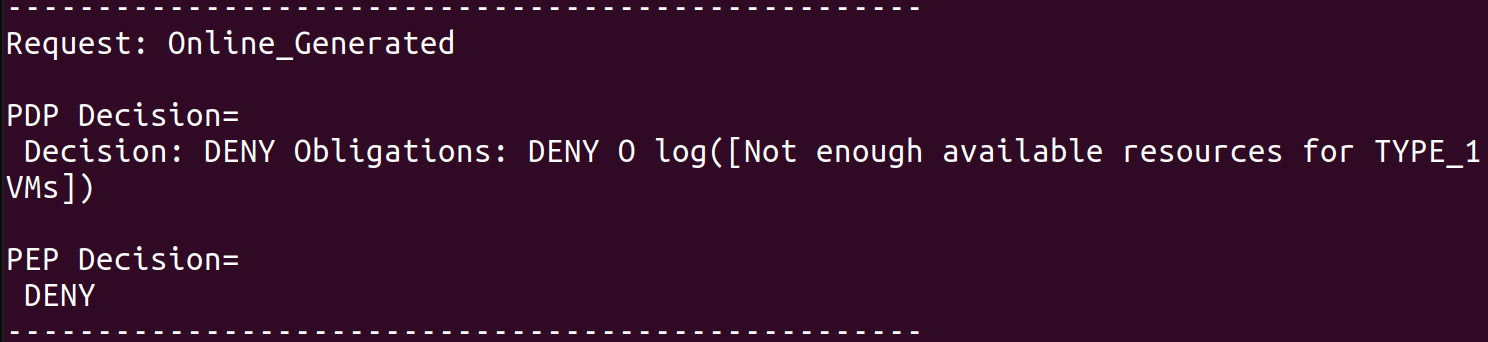 ---------------------------------------------------
Request: Online_Generated
PDP Decision=
Decision: DENY Obligations: DENY O log([Not enough available resources for TYPE_1
VMs])
PEP Decision=
DENY
---------------------------------------------------